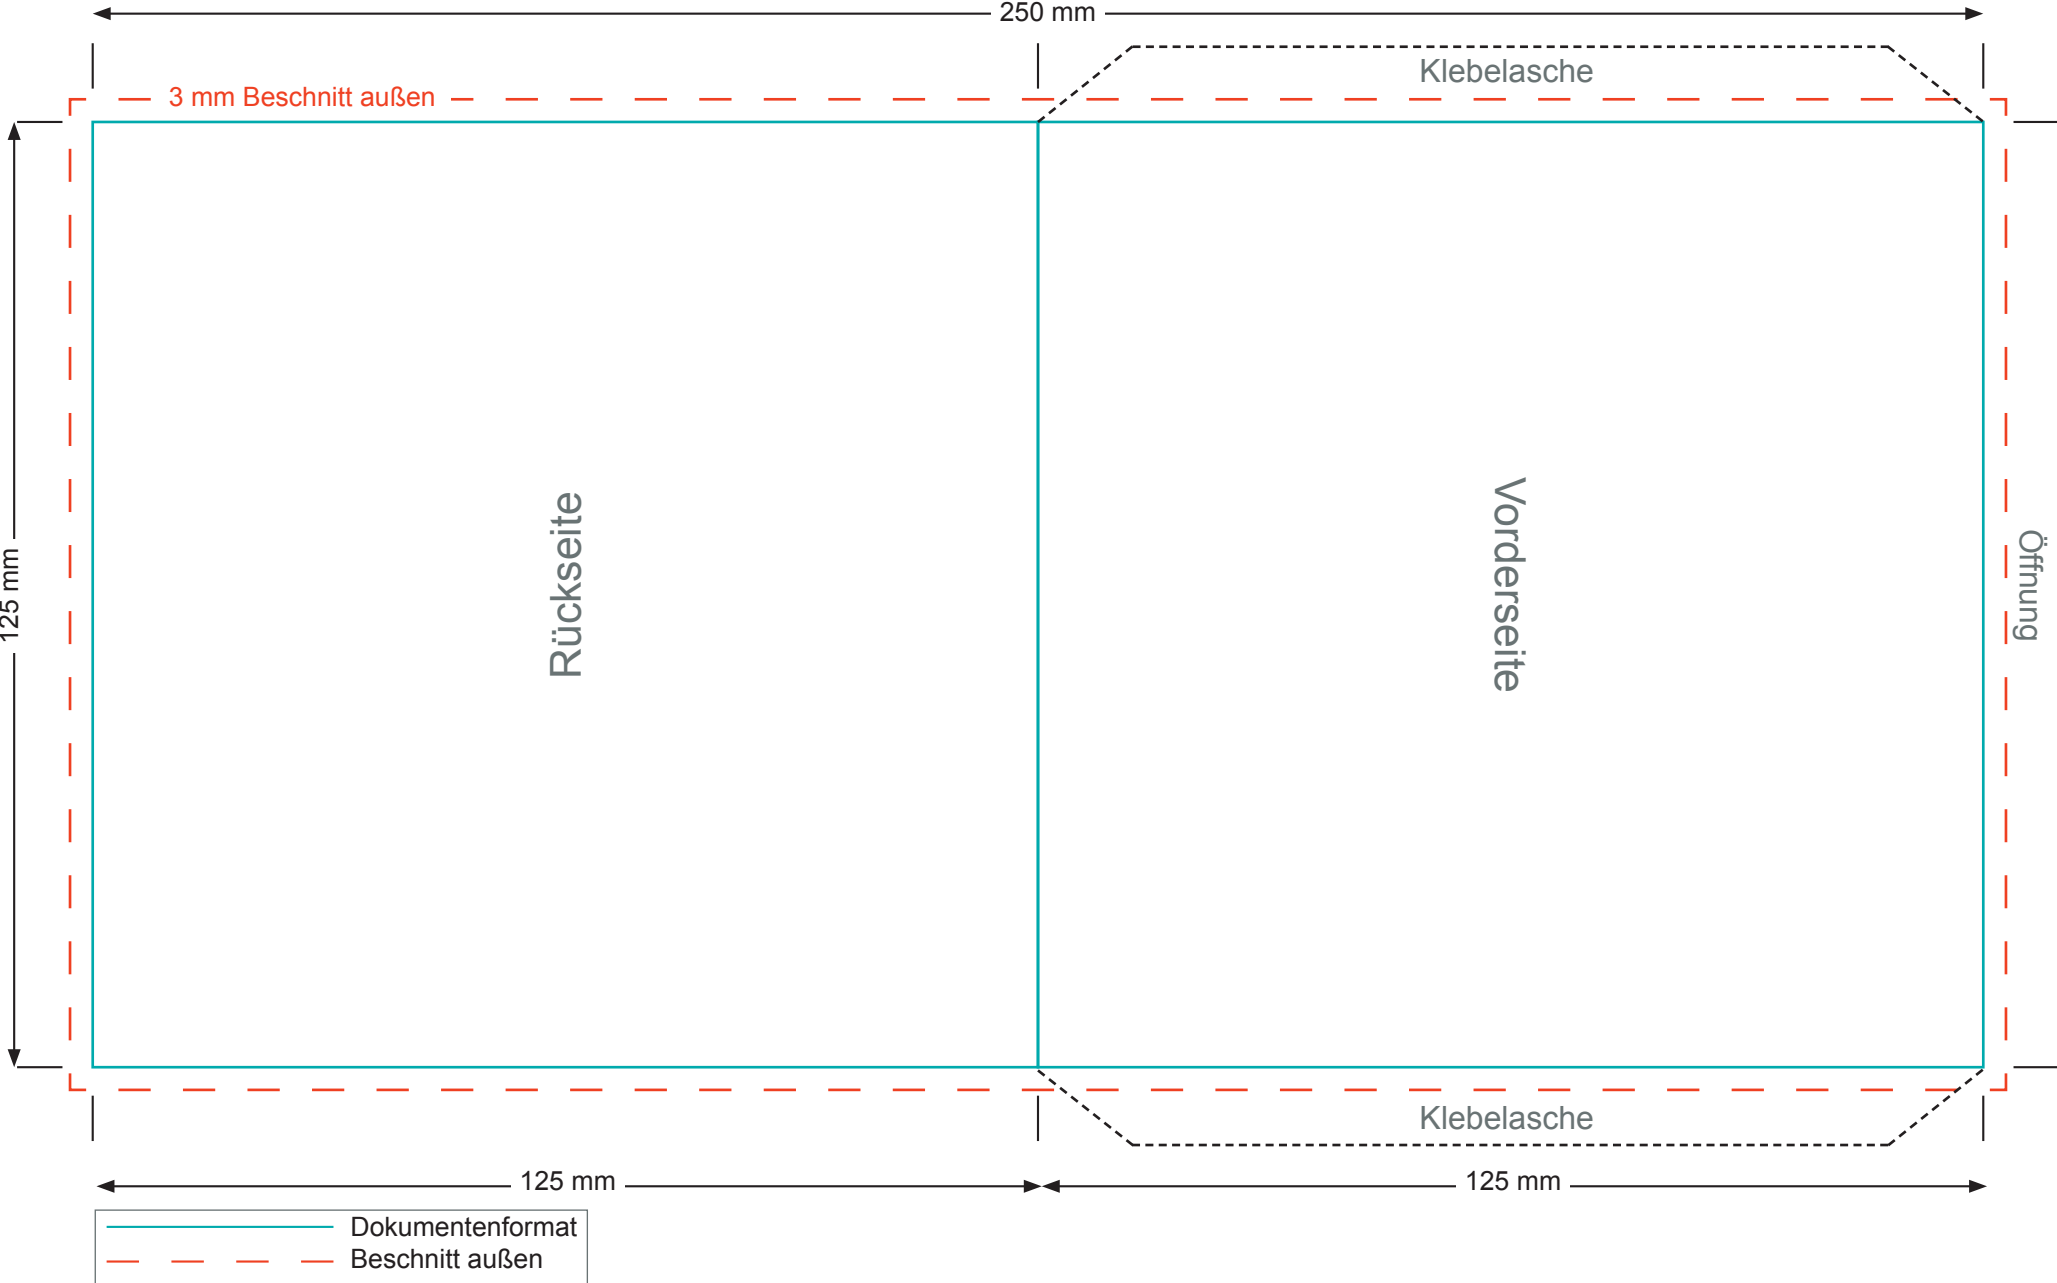 250 mm
Klebelasche
3 mm Beschnitt außen
125 mm
Rückseite
Vorderseite
Öffnung
Klebelasche
125 mm
125 mm
Dokumentenformat
Beschnitt außen